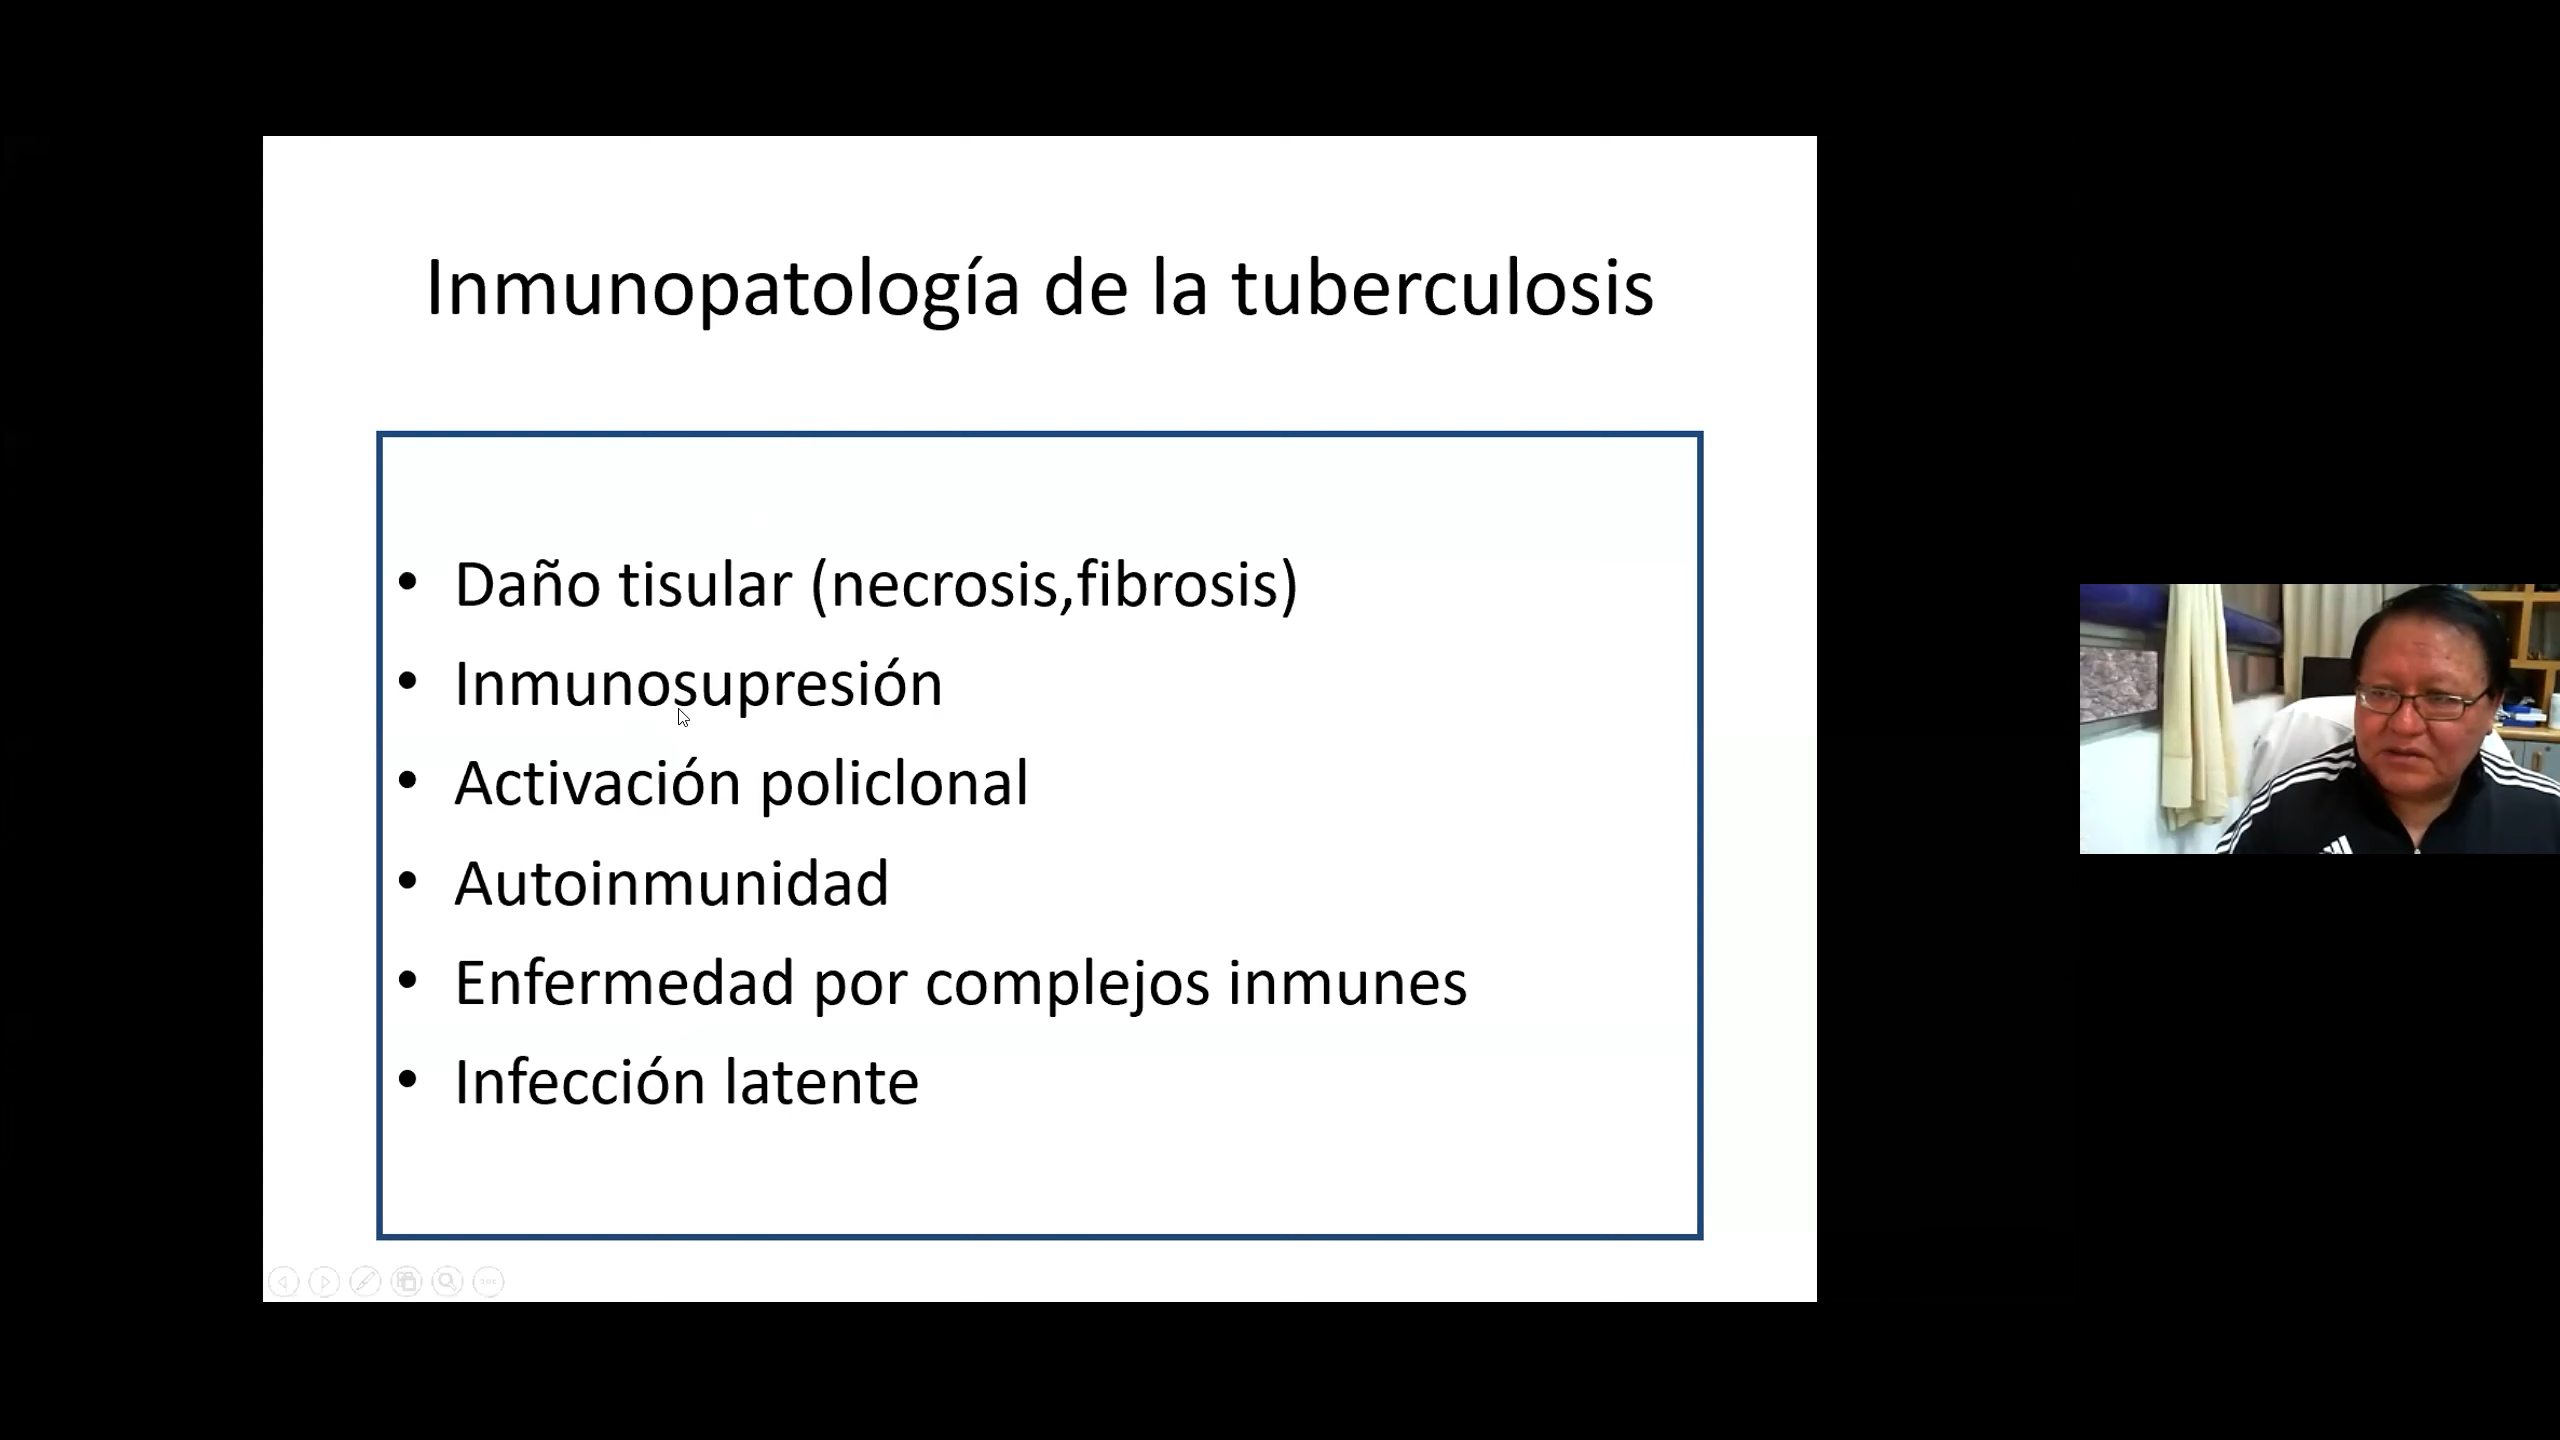 Inmunopatología de la tuberculosis
• Daño tisular (necrosis,fibrosis)
• Inmunosupresión
• Activación policlonal
• Autoinmunidad
• Enfermedad por complejos inmunes
• Infección latente